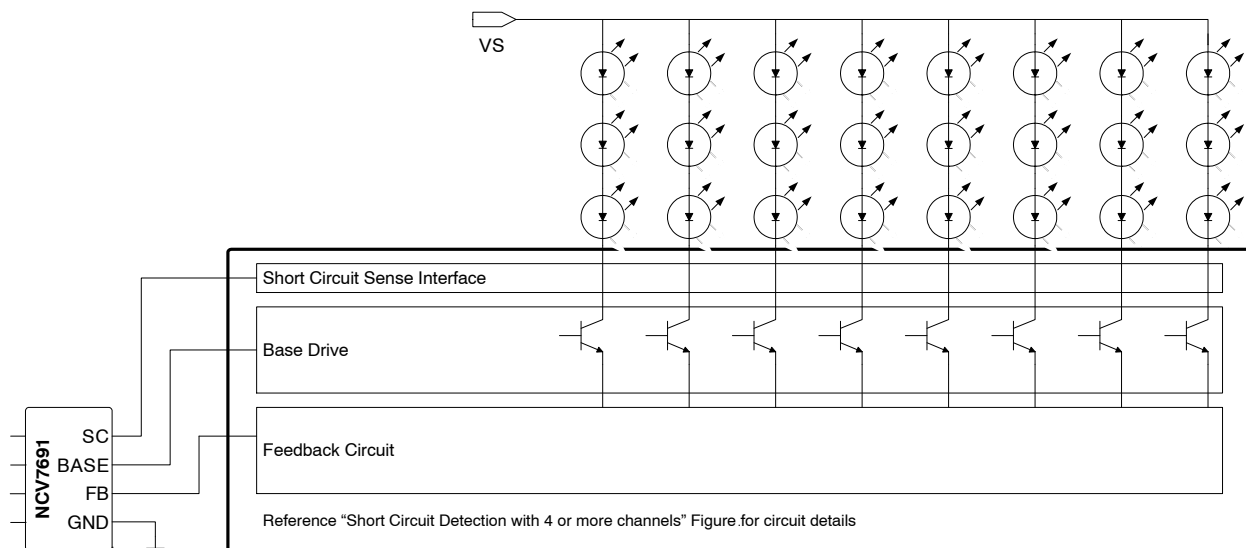 VS
Short Circuit Sense Interface
Base Drive
Feedback Circuit
NCV7691
SC
BASE
FB
GND
Reference “Short Circuit Detection with 4 or more channels” Figure.for circuit details